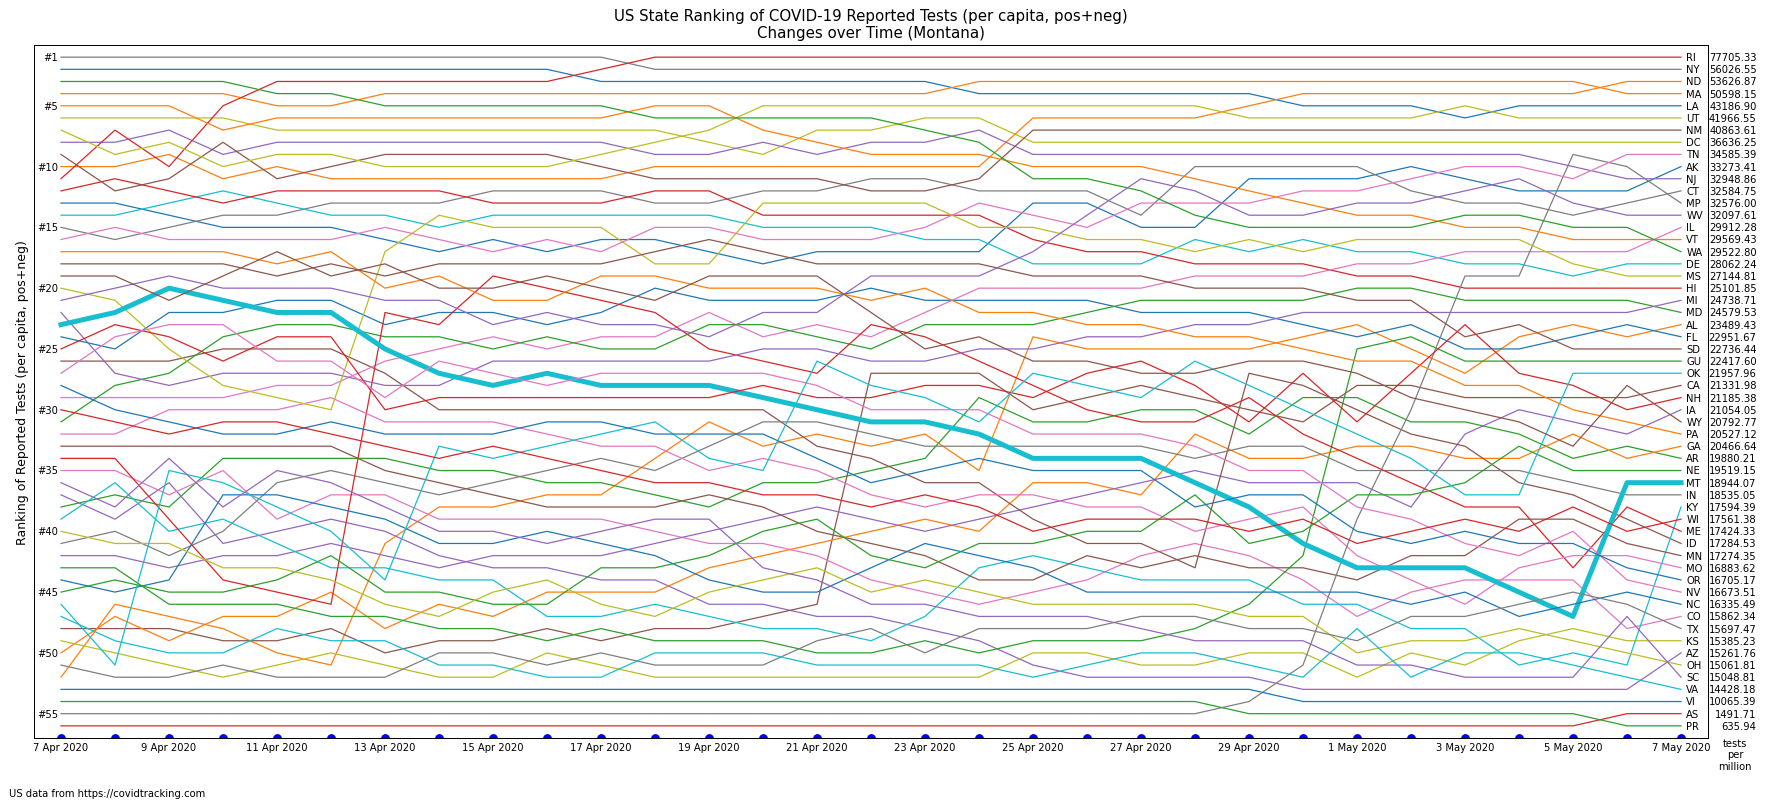 US State Ranking of COVID-19 Reported Tests (per capita, pos+neg)
Changes over Time (Montana)
Ranking of Reported Tests (per capita, pos+neg)
#1
#5
#10
#15
#20
#25
#30
#35
#40
#45
#50
#55
RI 77705.33
NY 56026.55
ND 53626.87
MA 50598.15
LA 43186.90
UT 41966.55
NM 40863.61
DC 36636.25
TN 34585.39
AK 33273.41
NJ 32948.86
CT 32584.75
MP 32576.00
WV 32097.61
IL 29912.28
VT 29569.43
WA 29522.80
DE 28062.24
MS 27144.81
HI 25101.85
MI 24738.71
MD 24579.53
AL 23489.43
FL 22951.67
SD 22736.44
GU 22417.60
OK 21957.96
CA 21331.98
NH 21185.38
IA 21054.05
WY 20792.77
PA 20527.12
GA 20466.64
AR 19880.21
NE 19519.15
MT 18944.07
IN 18535.05
KY 17594.39
WI 17561.38
ME 17424.33
ID 17284.53
MN 17274.35
MO 16883.62
OR 16705.17
NV 16673.51
NC 16335.49
CO 15862.34
TX 15697.47
KS 15385.23
AZ 15261.76
OH 15061.81
SC 15048.81
VA 14428.18
VI 10065.39
AS 1491.71
PR 635.94
7 Apr 2020
9 Apr 2020
11 Apr 2020
13 Apr 2020
15 Apr 2020
17 Apr 2020
19 Apr 2020
21 Apr 2020
23 Apr 2020
25 Apr 2020
27 Apr 2020
29 Apr 2020
1 May 2020
3 May 2020
5 May 2020
7 May 2020
tests
per
million
US data from https://covidtracking.com